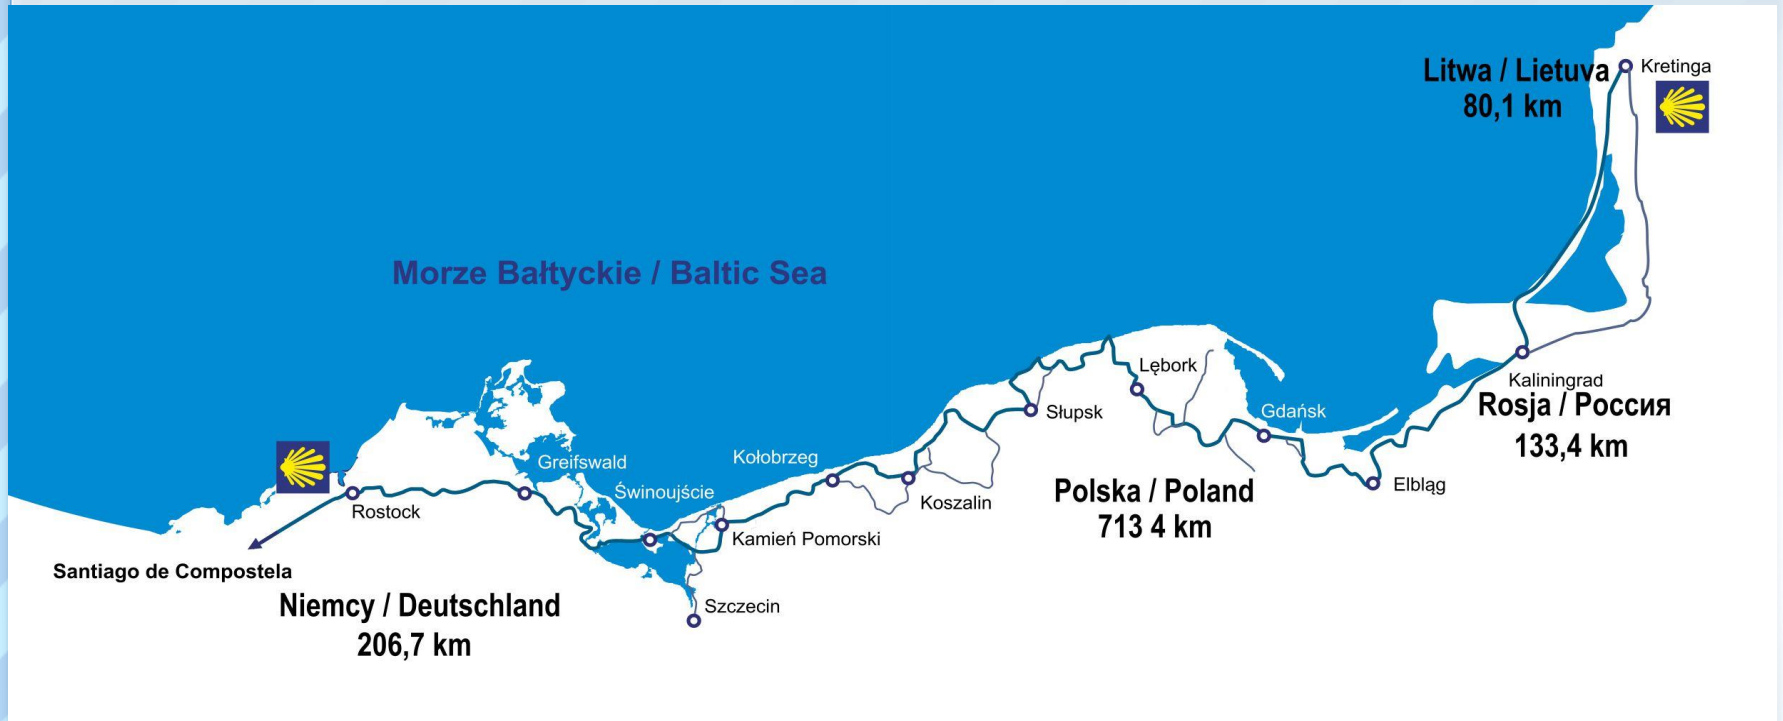 Litwa / Lietuva
80,1 km
Kretinga
Morze Bałtyckie / Baltic Sea
Lębork
Kaliningrad
Rosja / Россия
133,4 km
Słupsk
Gdańsk
Greifswald
Kołobrzeg
Świnoujście
Koszalin
Elbląg
Polska / Poland
713 4 km
Rostock
Kamień Pomorski
Santiago de Compostela
Niemcy / Deutschland
206,7 km
Szczecin